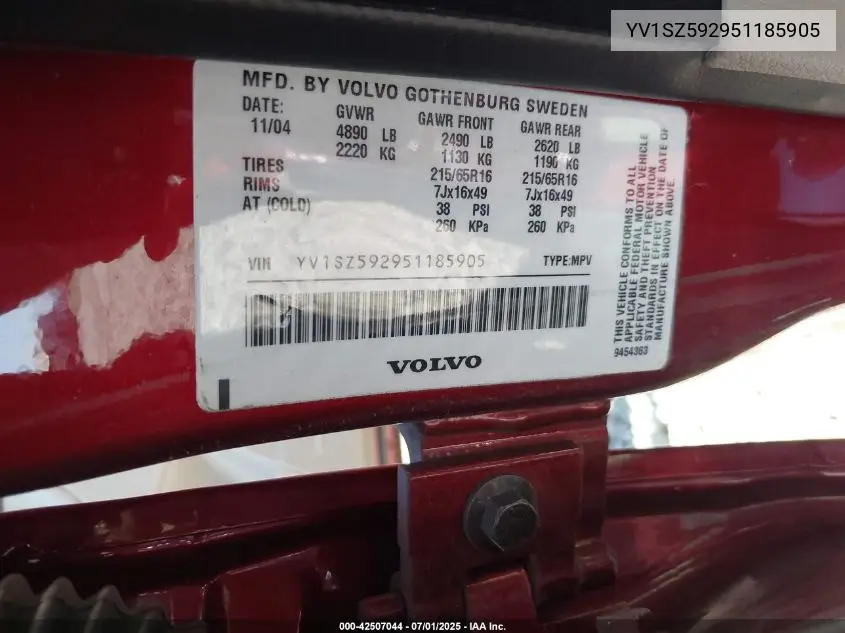 YV1SZ592951185905
MFD. BY VOLVO GOTHENBURG SWEDEN
DATE: GVWR GAWR FRONT GAWR REAR
11/04 4890 LB 2490 LB 2620 LB
2220 KG 1130 KG 1190 KG
TIRES 215/65R16 215/65R16
RIMS 7Jx16x49 7Jx16x49
AT (COLD) 38 PSI 38 PSI
260 KPa 260 KPa
VIN YV1SZ592951185905 TYPE:MPV
VOLVO
THIS VEHICLE CONFORMS TO ALL
APPLICABLE FEDERAL MOTOR VEHICLE
SAFETY AND THEFT PREVENTION
STANDARDS IN EFFECT ON THE DATE OF
MANUFACTURE SHOWN ABOVE.
9454363
000-42507044 - 07/01/2025 - IAA Inc.